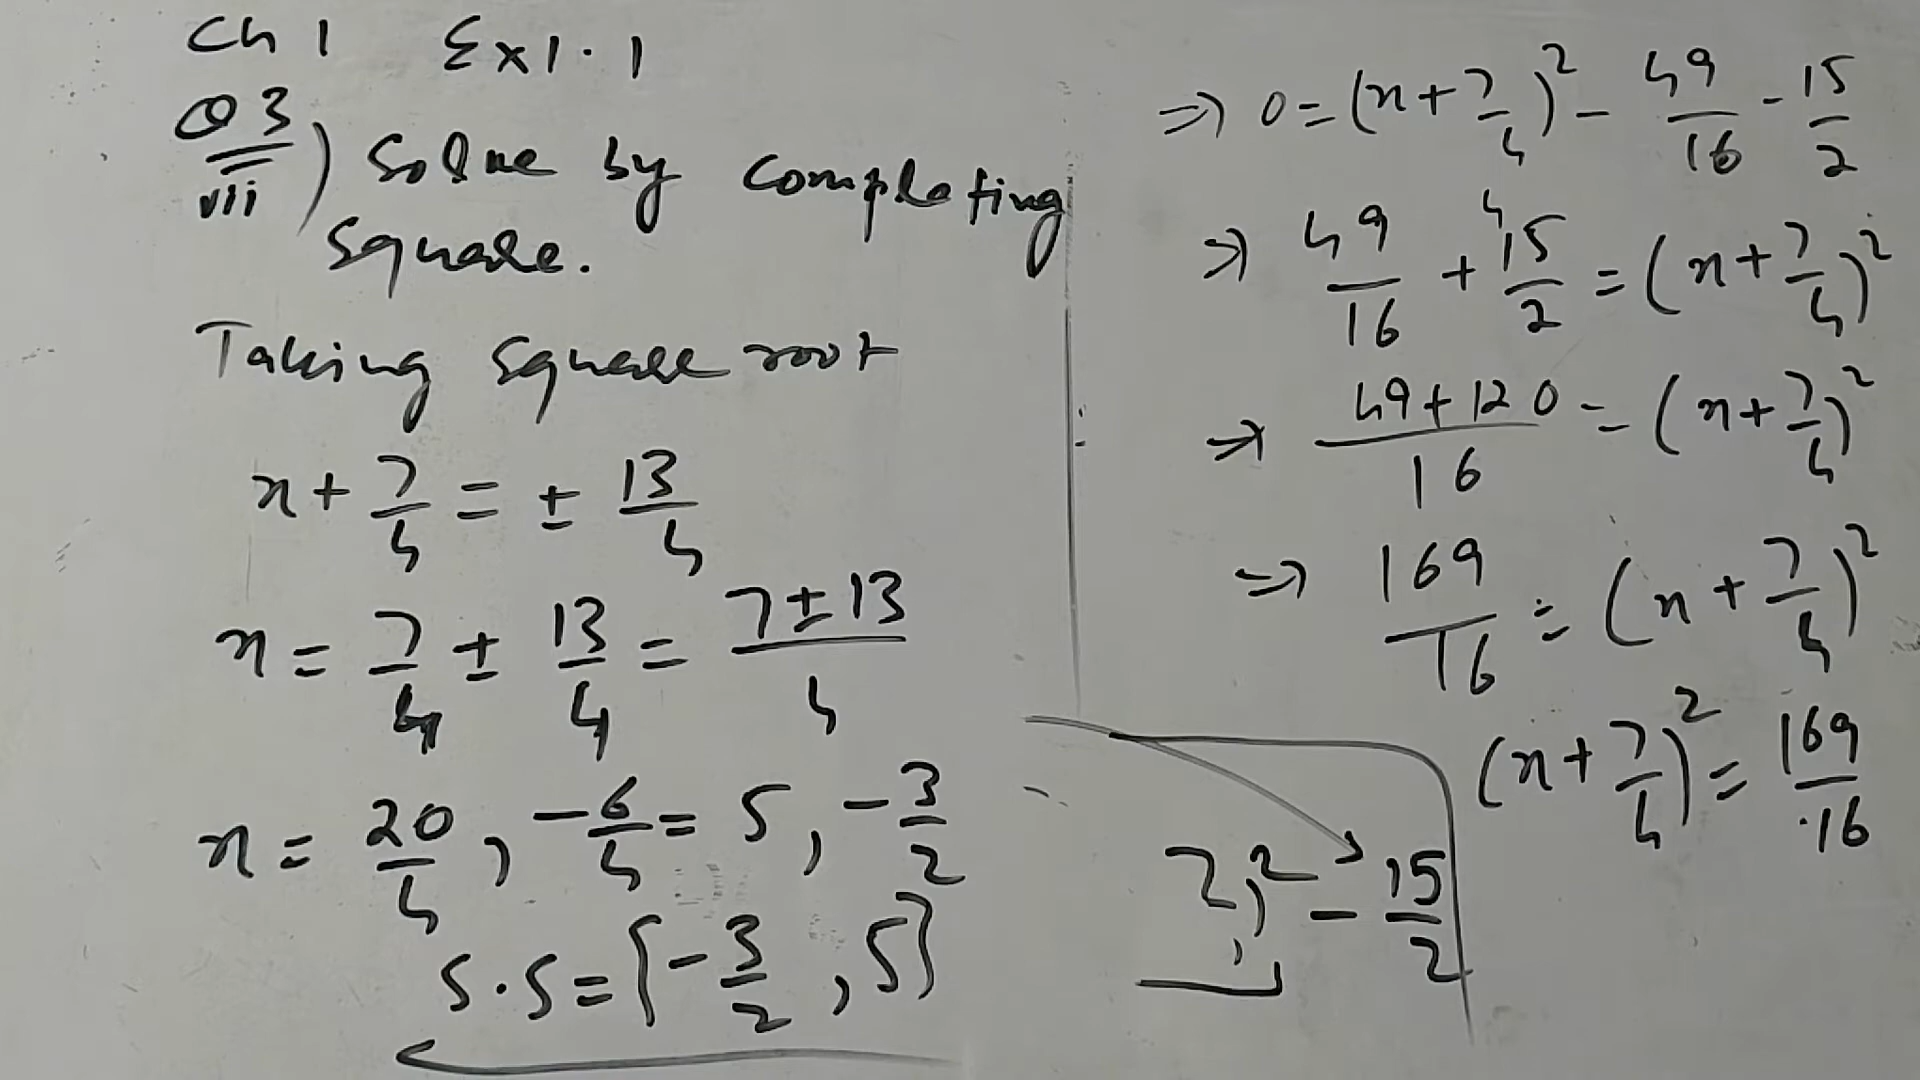 Ch 1 Ex 1.1
Q3
vii) Solve by completing
square.
Taking square root
x + 7/4 = ± 13/4
x = 7/4 ± 13/4 = 7±13/4
x = 20/4, -6/4 = 5, -3/2
S.S = {-3/2, 5}
⇒ 0 = (x + 7/4)² - 49/16 - 15/2
⇒ 49/16 + 15/2 = (x + 7/4)²
⇒ 49+120/16 = (x + 7/4)²
⇒ 169/16 = (x + 7/4)²
(x + 7/4)² = 169/16
)² - 15/2